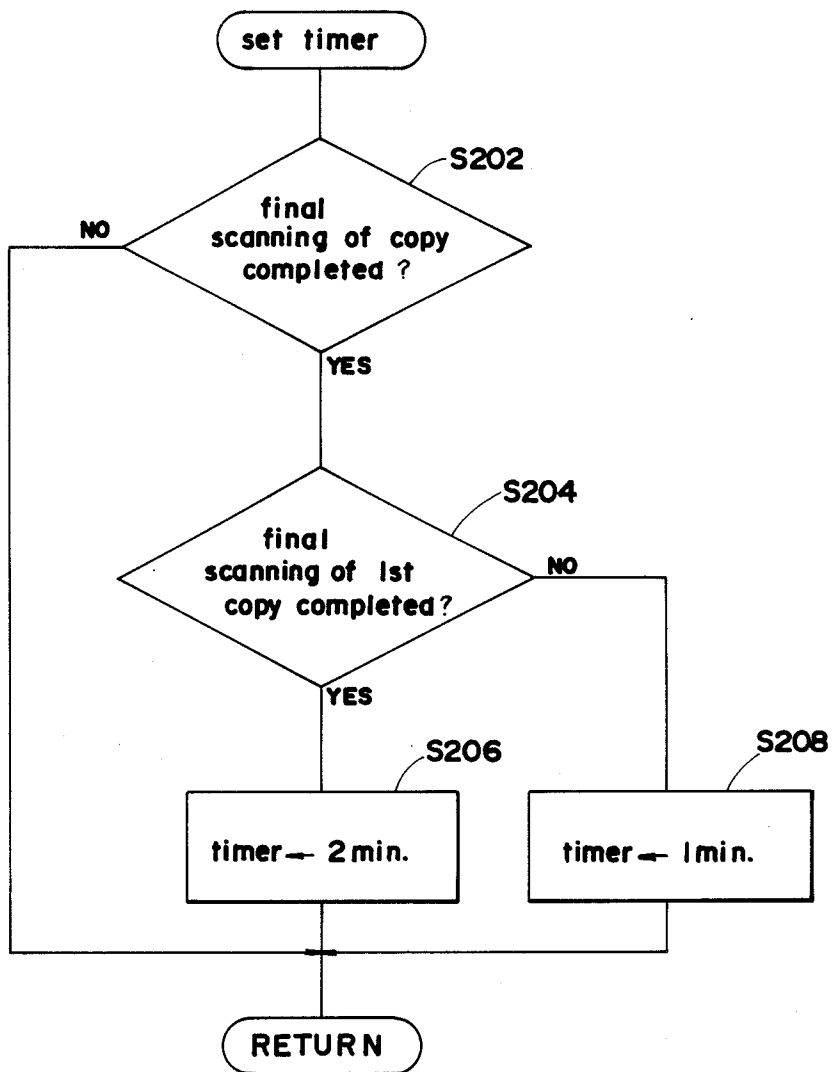 set timer
S202
final
scanning of copy
completed?
NO
YES
S204
final
scanning of 1st
copy completed?
NO
YES
S206
S208
timer ← 2 min.
timer ← 1 min.
RETURN